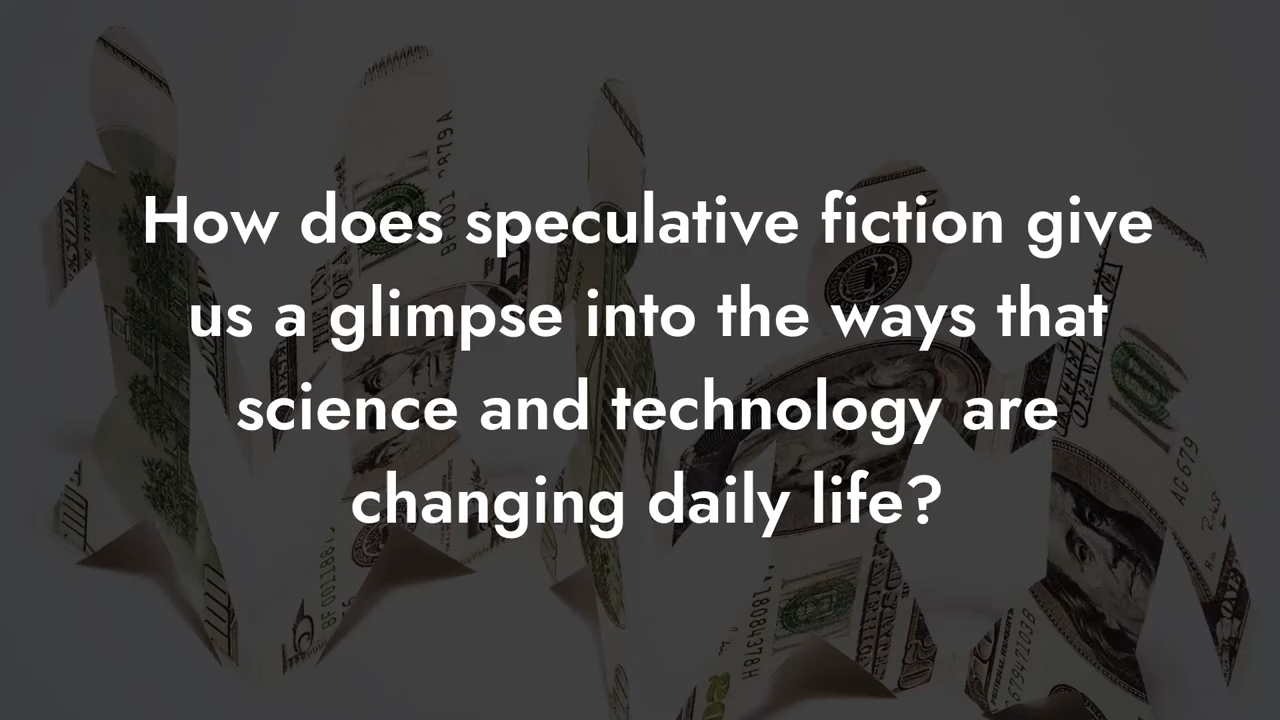 How does speculative fiction give
us a glimpse into the ways that
science and technology are
changing daily life?